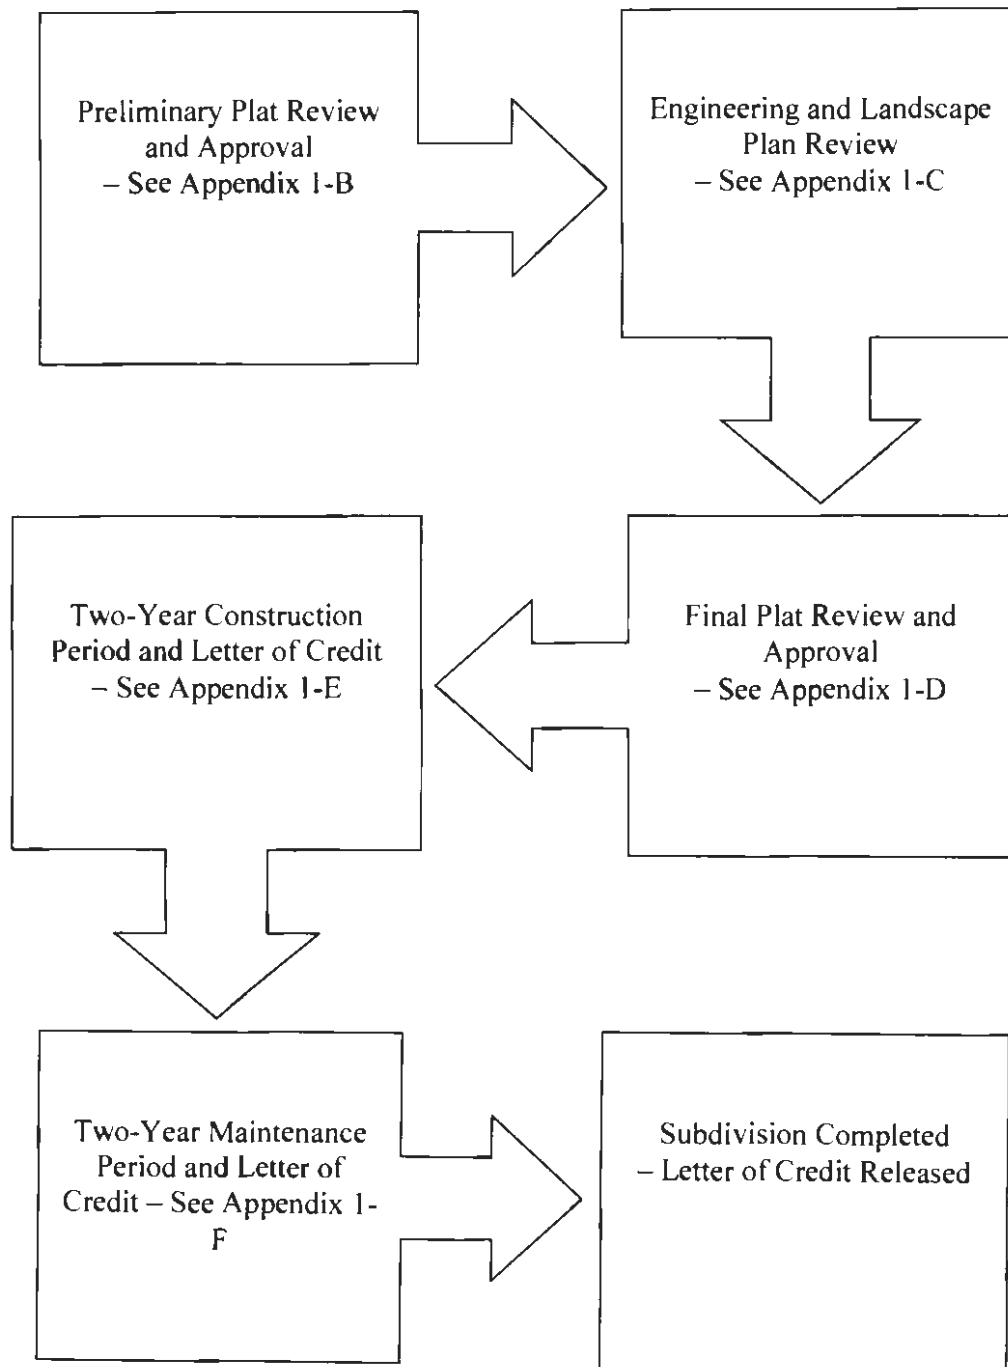 Preliminary Plat Review
and Approval
– See Appendix 1-B
Engineering and Landscape
Plan Review
– See Appendix 1-C
Final Plat Review and
Approval
– See Appendix 1-D
Two-Year Construction
Period and Letter of Credit
– See Appendix 1-E
Two-Year Maintenance
Period and Letter of
Credit – See Appendix 1-
F
Subdivision Completed
– Letter of Credit Released